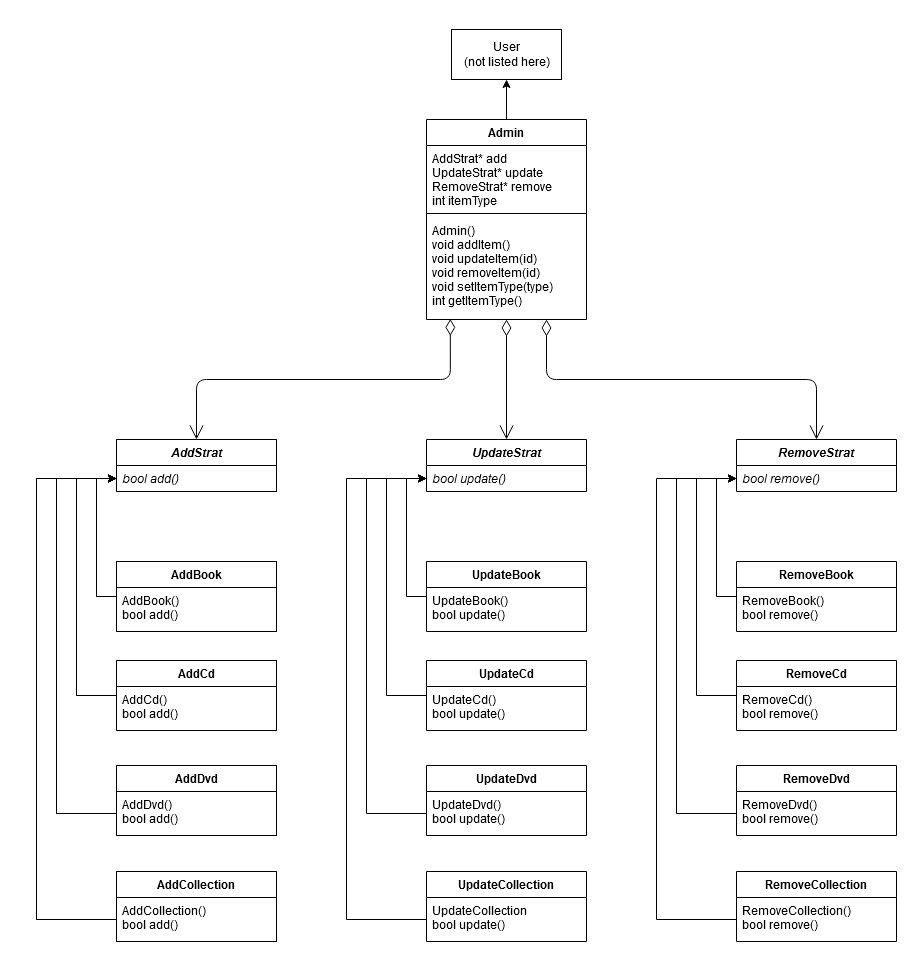 User
(not listed here)
Admin
AddStrat* add
UpdateStrat* update
RemoveStrat* remove
int itemType
Admin()
void addItem()
void updateItem(id)
void removeItem(id)
void setItemType(type)
int getItemType()
AddStrat
bool add()
UpdateStrat
bool update()
RemoveStrat
bool remove()
AddBook
AddBook()
bool add()
UpdateBook
UpdateBook()
bool update()
RemoveBook
RemoveBook()
bool remove()
AddCd
AddCd()
bool add()
UpdateCd
UpdateCd()
bool update()
RemoveCd
RemoveCd()
bool remove()
AddDvd
AddDvd()
bool add()
UpdateDvd
UpdateDvd()
bool update()
RemoveDvd
RemoveDvd()
bool remove()
AddCollection
AddCollection()
bool add()
UpdateCollection
UpdateCollection
bool update()
RemoveCollection
RemoveCollection()
bool remove()